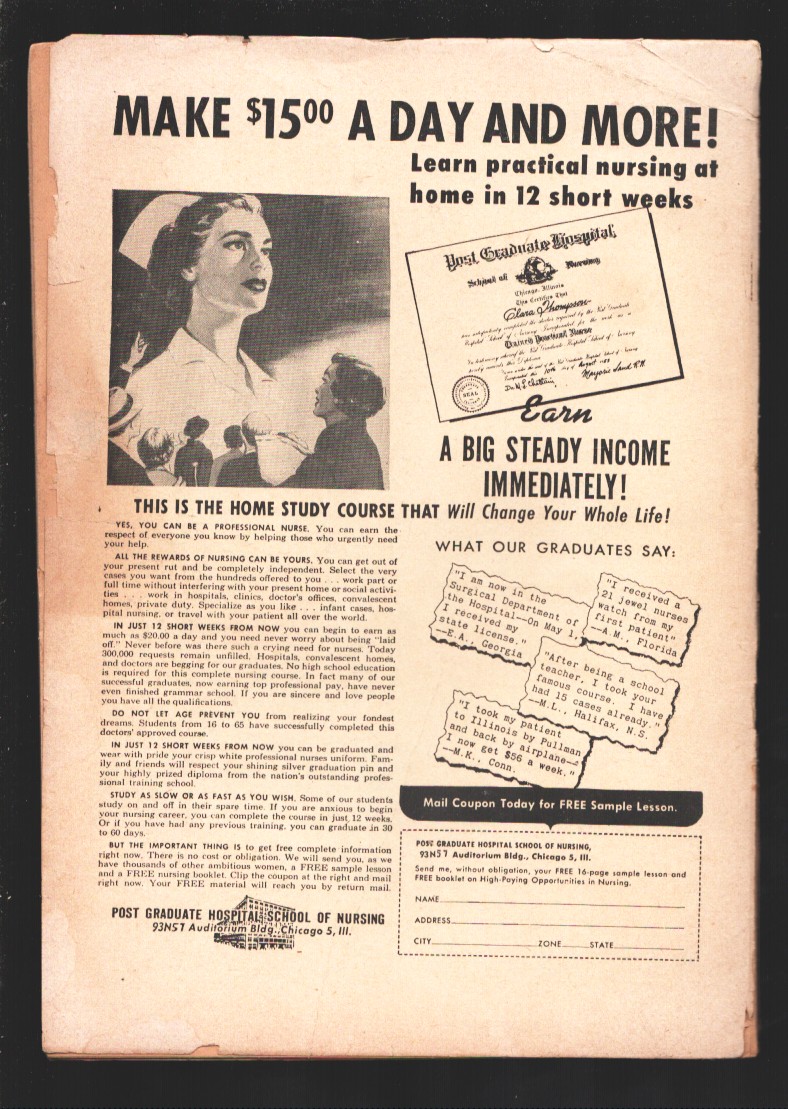 MAKE $15⁰⁰ A DAY AND MORE!
Learn practical nursing at
home in 12 short weeks
Post Graduate Hospital
School of Nursing
Chicago, Illinois
This Certifies That
Clara Thompson
Trained Practical Nurse
SEAL
Earn
A BIG STEADY INCOME
IMMEDIATELY!
THIS IS THE HOME STUDY COURSE THAT Will Change Your Whole Life!
YES, YOU CAN BE A PROFESSIONAL NURSE. You can earn the
respect of everyone you know by helping those who urgently need
your help.
ALL THE REWARDS OF NURSING CAN BE YOURS. You can get out of
your present rut and be completely independent. Select the very
cases you want from the hundreds offered to you . . . work part or
full time without interfering with your present home or social activi-
ties . . . work in hospitals, clinics, doctor's offices, convalescent
homes, private duty. Specialize as you like . . . infant cases, hos-
pital nursing, or travel with your patient all over the world.
IN JUST 12 SHORT WEEKS FROM NOW you can begin to earn as
much as $20.00 a day and you need never worry about being "laid
off." Never before was there such a crying need for nurses. Today
300,000 requests remain unfilled. Hospitals, convalescent homes,
and doctors are begging for our graduates. No high school education
is required for this complete nursing course. In fact many of our
successful graduates, now earning top professional pay, have never
even finished grammar school. If you are sincere and love people
you have all the qualifications.
DO NOT LET AGE PREVENT YOU from realizing your fondest
dreams. Students from 16 to 65 have successfully completed this
doctors' approved course.
IN JUST 12 SHORT WEEKS FROM NOW you can be graduated and
wear with pride your crisp white professional nurses uniform. Fam-
ily and friends will respect your shining silver graduation pin and
your highly prized diploma from the nation's outstanding profes-
sional training school.
STUDY AS SLOW OR AS FAST AS YOU WISH. Some of our students
study on and off in their spare time. If you are anxious to begin
your nursing career, you can complete the course in just 12 weeks.
Or if you have had any previous training, you can graduate in 30
to 60 days.
BUT THE IMPORTANT THING IS to get free complete information
right now. There is no cost or obligation. We will send you, as we
have thousands of other ambitious women, a FREE sample lesson
and a FREE nursing booklet. Clip the coupon at the right and mail
right now. Your FREE material will reach you by return mail.
POST GRADUATE HOSPITAL SCHOOL OF NURSING
93N57 Auditorium Bldg., Chicago 5, Ill.
WHAT OUR GRADUATES SAY:
"I am now in the
Surgical Department of
the Hospital—On May 1,
I received my
state license."
—E.A., Georgia
"I received a
21 Jewel nurses
watch from my
first patient"
—A.M., Florida
"After being a school
teacher, I took your
famous course. I have
had 15 cases already."
—M.L., Halifax, N.S.
"I took my patient
to Illinois by Pullman
and back by airplane—
I now get $56 a week."
—M.K., Conn.
Mail Coupon Today for FREE Sample Lesson.
POST GRADUATE HOSPITAL SCHOOL OF NURSING,
93N57 Auditorium Bldg., Chicago 5, Ill.
Send me, without obligation, your FREE 16-page sample lesson and
FREE booklet on High-Paying Opportunities in Nursing.
NAME
ADDRESS
CITY ZONE STATE